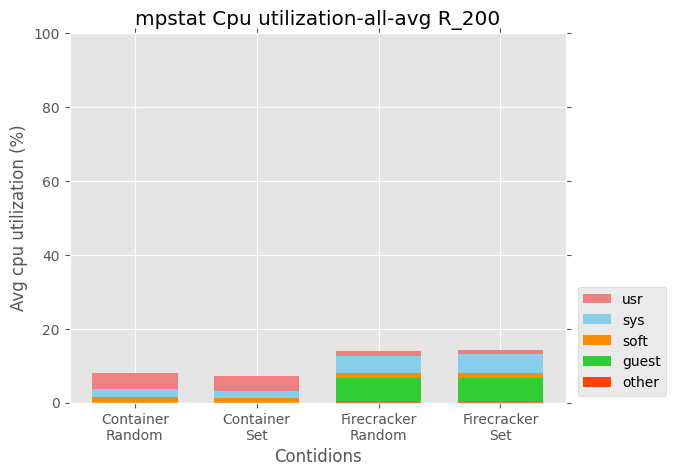 mpstat Cpu utilization-all-avg R_200
100
80
60
40
20
0
Avg cpu utilization (%)
Container
Random
Container
Set
Firecracker
Random
Firecracker
Set
Contidions
usr
sys
soft
guest
other